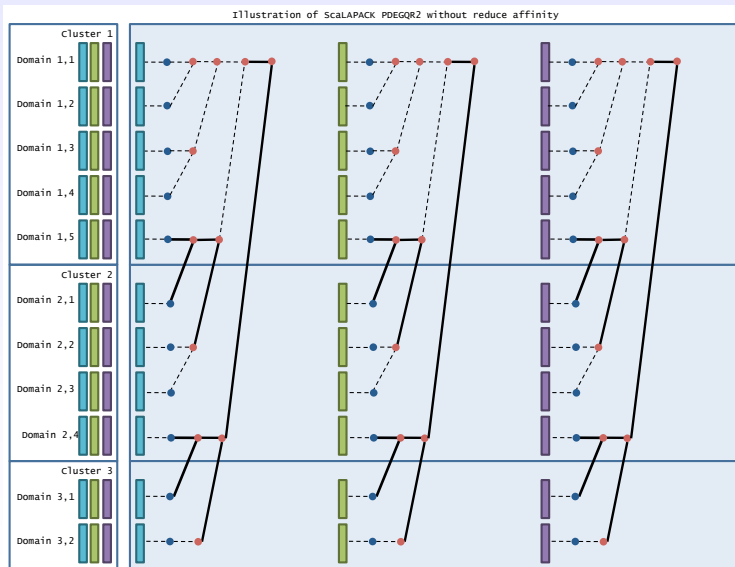 Illustration of ScaLAPACK PDEGQR2 without reduce affinity
Cluster 1
Domain 1,1
Domain 1,2
Domain 1,3
Domain 1,4
Domain 1,5
Cluster 2
Domain 2,1
Domain 2,2
Domain 2,3
Domain 2,4
Cluster 3
Domain 3,1
Domain 3,2